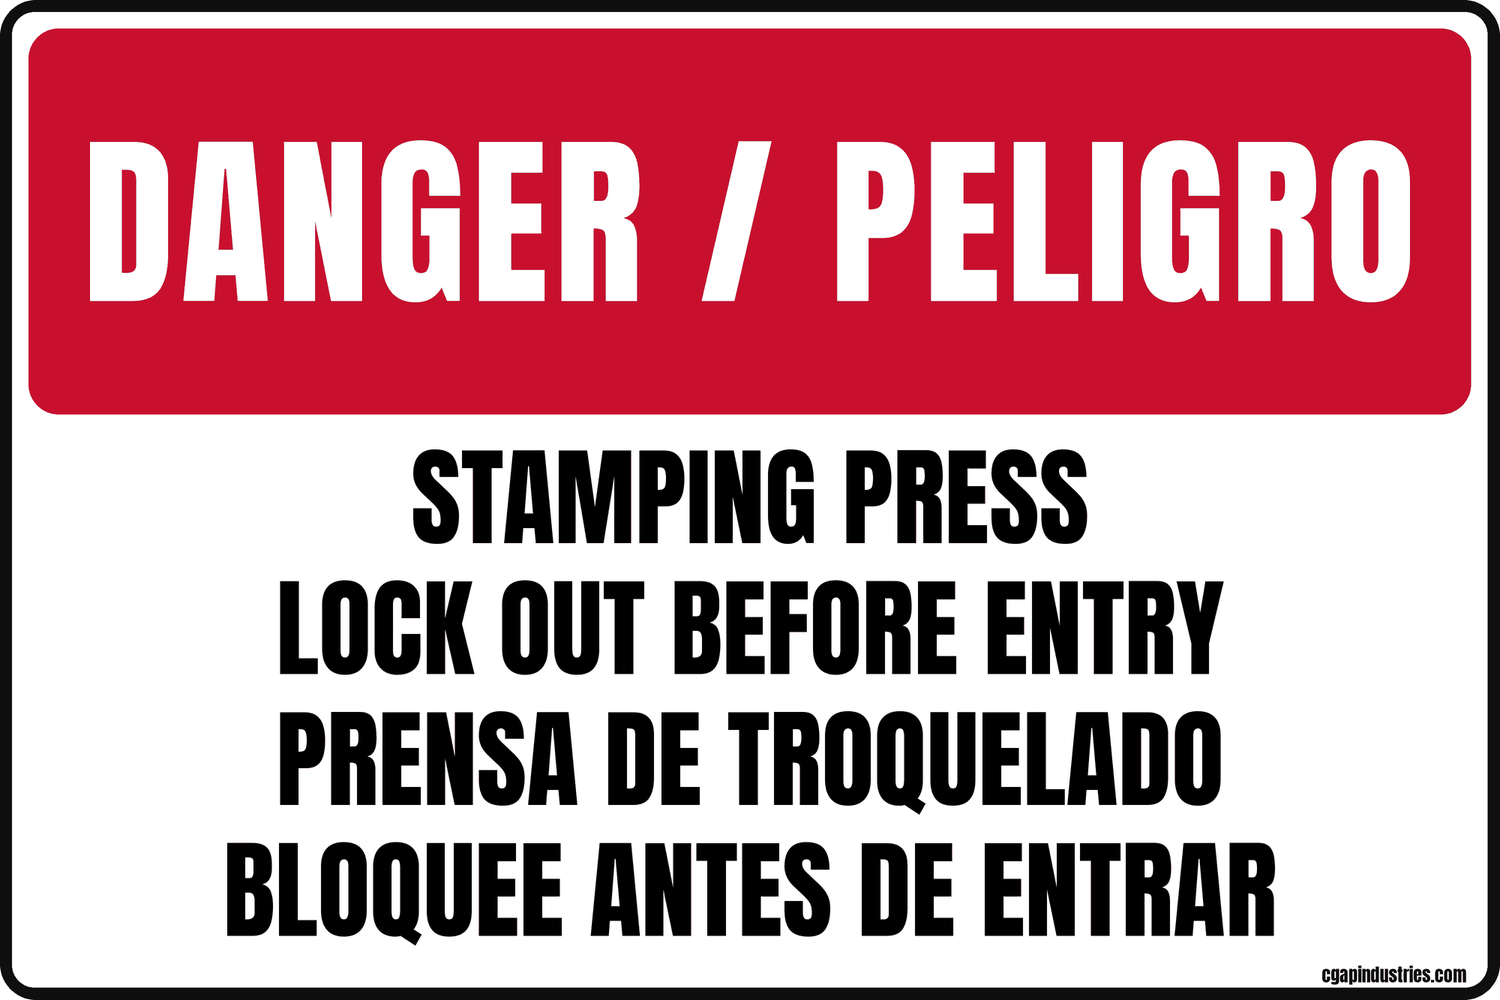 DANGER / PELIGRO
STAMPING PRESS
LOCK OUT BEFORE ENTRY
PRENSA DE TROQUELADO
BLOQUEE ANTES DE ENTRAR
cgapindustries.com